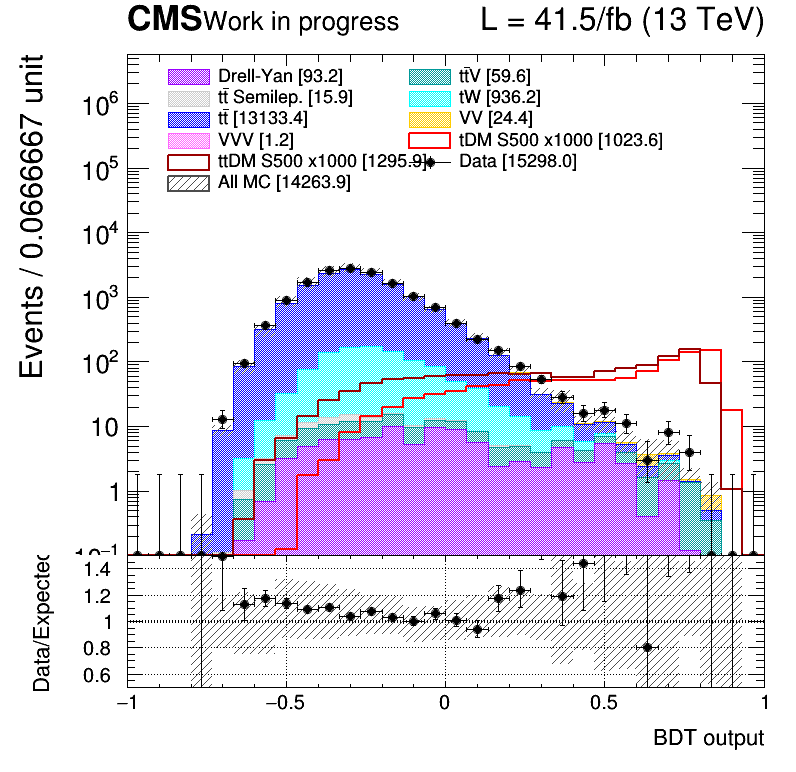 CMS Work in progress L = 41.5/fb (13 TeV)
Events / 0.0666667 unit
Drell-Yan [93.2] tt̄V [59.6]
tt̄ Semilep. [15.9] tW [936.2]
tt̄ [13133.4] VV [24.4]
VVV [1.2] tDM S500 x1000 [1023.6]
ttDM S500 x1000 [1295.9] Data [15298.0]
All MC [14263.9]
10⁶
10⁵
10⁴
10³
10²
10
1
10⁻¹
Data/Expected
1.4
1.2
1
0.8
0.6
−1 −0.5 0 0.5 1
BDT output